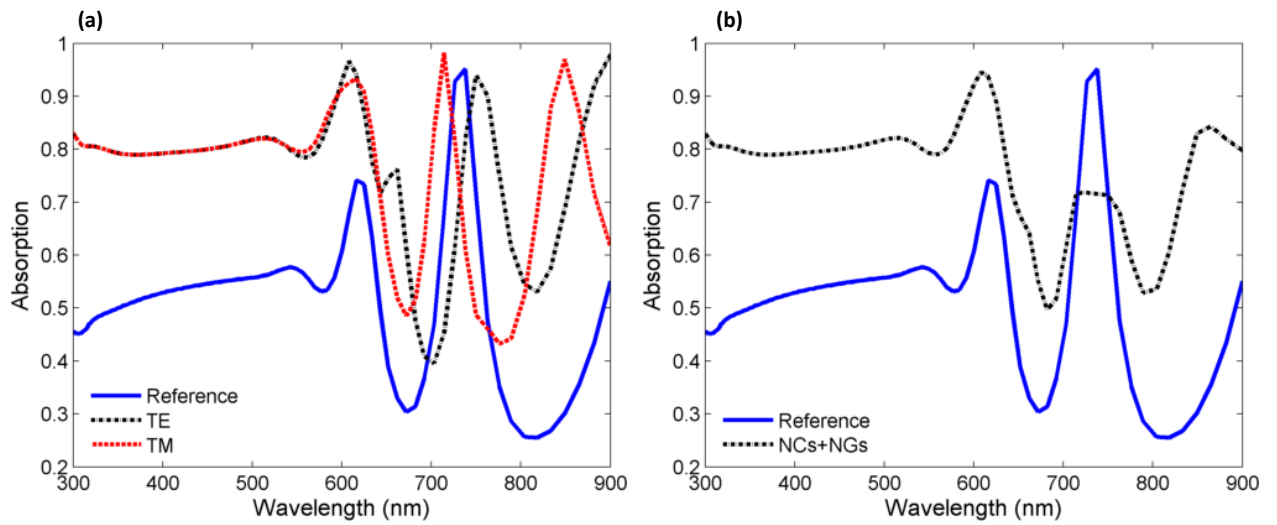 (a)
1
0.9
0.8
0.7
0.6
0.5
0.4
0.3
0.2
Absorption
Reference
TE
TM
300 400 500 600 700 800 900
Wavelength (nm)
(b)
1
0.9
0.8
0.7
0.6
0.5
0.4
0.3
0.2
Absorption
Reference
NCs+NGs
300 400 500 600 700 800 900
Wavelength (nm)